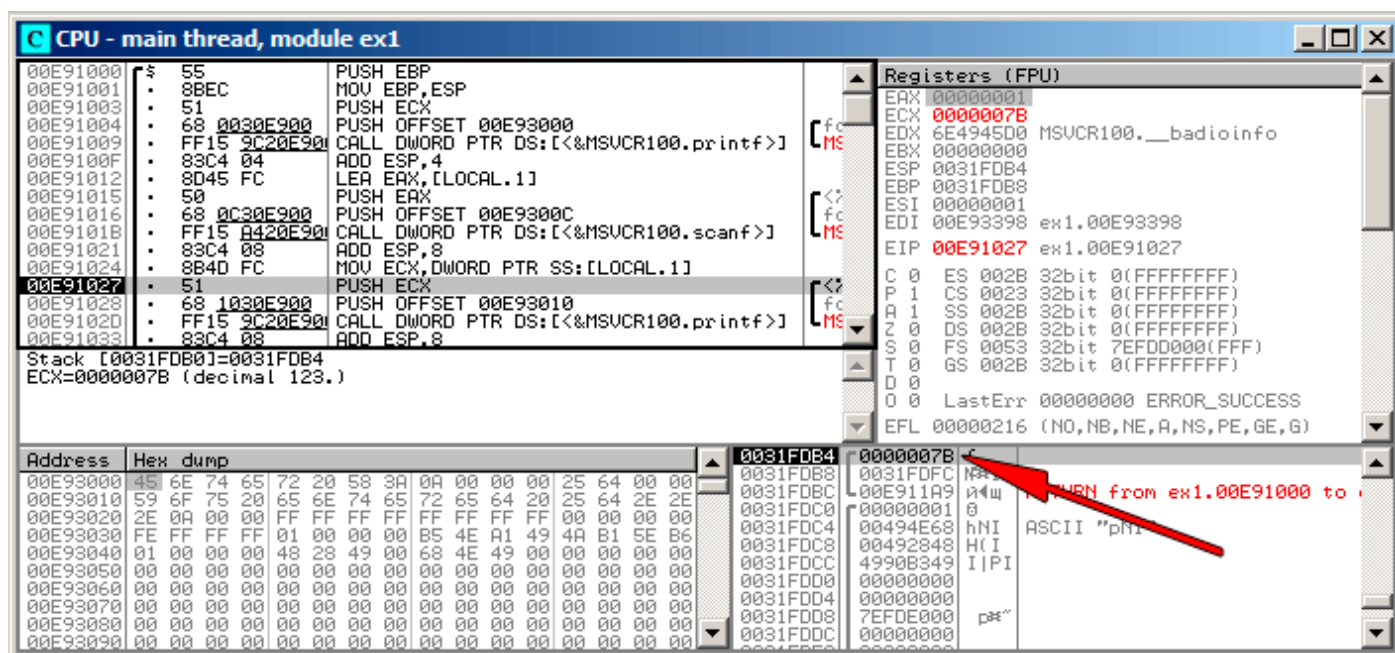 C CPU - main thread, module ex1
00E91000 $ 55 PUSH EBP
00E91001 . 8BEC MOV EBP,ESP
00E91003 . 51 PUSH ECX
00E91004 . 68 0030E900 PUSH OFFSET 00E93000
00E91009 . FF15 9C20E90 CALL DWORD PTR DS:[<&MSVCR100.printf>]
00E9100F . 83C4 04 ADD ESP,4
00E91012 . 8D45 FC LEA EAX,[LOCAL.1]
00E91015 . 50 PUSH EAX
00E91016 . 68 0C30E900 PUSH OFFSET 00E9300C
00E9101B . FF15 A420E90 CALL DWORD PTR DS:[<&MSVCR100.scanf>]
00E91021 . 83C4 08 ADD ESP,8
00E91024 . 8B4D FC MOV ECX,DWORD PTR SS:[LOCAL.1]
00E91027 . 51 PUSH ECX
00E91028 . 68 1030E900 PUSH OFFSET 00E93010
00E9102D . FF15 9C20E90 CALL DWORD PTR DS:[<&MSVCR100.printf>]
00E91033 . 83C4 08 ADD ESP,8
Stack [0031FDB0]=0031FDB4
ECX=0000007B (decimal 123.)
Registers (FPU)
EAX 00000001
ECX 0000007B
EDX 6E4945D0 MSVCR100.__badioinfo
EBX 00000000
ESP 0031FDB4
EBP 0031FDB8
ESI 00000001
EDI 00E93398 ex1.00E93398
EIP 00E91027 ex1.00E91027
C 0 ES 002B 32bit 0(FFFFFFFF)
P 1 CS 0023 32bit 0(FFFFFFFF)
A 1 SS 002B 32bit 0(FFFFFFFF)
Z 0 DS 002B 32bit 0(FFFFFFFF)
S 0 FS 0053 32bit 7EFDD000(FFF)
T 0 GS 002B 32bit 0(FFFFFFFF)
D 0
O 0 LastErr 00000000 ERROR_SUCCESS
EFL 00000216 (NO,NB,NE,A,NS,PE,GE,G)
Address Hex dump
00E93000 45 6E 74 65 72 20 58 3A 0A 00 00 00 25 64 00 00
00E93010 59 6F 75 20 65 6E 74 65 72 65 64 20 25 64 2E 2E
00E93020 2E 0A 00 00 FF FF FF FF FF FF FF FF 00 00 00 00
00E93030 FE FF FF FF 01 00 00 00 B5 4E A1 49 4A B1 5E B6
00E93040 01 00 00 00 48 28 49 00 68 4E 49 00 00 00 00 00
00E93050 00 00 00 00 00 00 00 00 00 00 00 00 00 00 00 00
00E93060 00 00 00 00 00 00 00 00 00 00 00 00 00 00 00 00
00E93070 00 00 00 00 00 00 00 00 00 00 00 00 00 00 00 00
00E93080 00 00 00 00 00 00 00 00 00 00 00 00 00 00 00 00
00E93090 00 00 00 00 00 00 00 00 00 00 00 00 00 00 00 00
0031FDB4 0000007B {
0031FDB8 0031FDFC
0031FDBC 00E911A9 from ex1.00E91000 to
0031FDC0 00000001
0031FDC4 00494E68 hNI ASCII
0031FDC8 00492848 H(I
0031FDCC 4990B349
0031FDD0 00000000
0031FDD4 00000000
0031FDD8 7EFDE000
0031FDDC 00000000